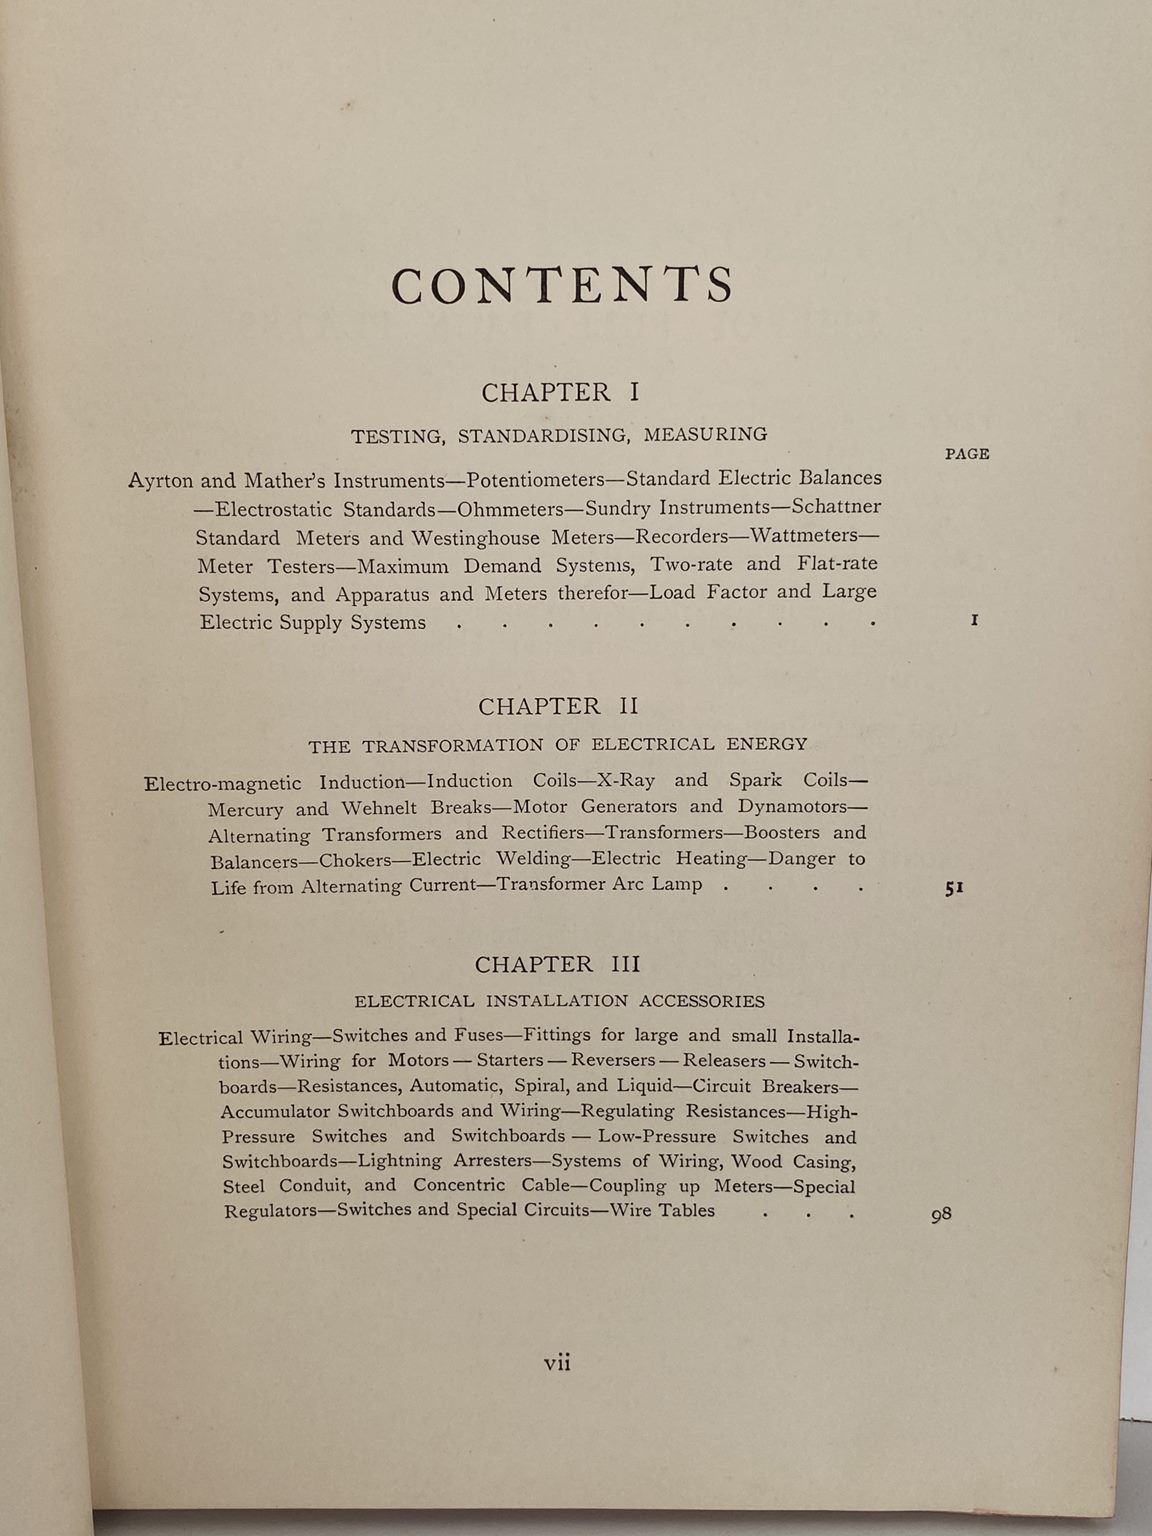 CONTENTS
CHAPTER I
TESTING, STANDARDISING, MEASURING
PAGE
Ayrton and Mather's Instruments—Potentiometers—Standard Electric Balances
—Electrostatic Standards—Ohmmeters—Sundry Instruments—Schattner
Standard Meters and Westinghouse Meters—Recorders—Wattmeters—
Meter Testers—Maximum Demand Systems, Two-rate and Flat-rate
Systems, and Apparatus and Meters therefor—Load Factor and Large
Electric Supply Systems . . . . . . . . . . 1
CHAPTER II
THE TRANSFORMATION OF ELECTRICAL ENERGY
Electro-magnetic Induction—Induction Coils—X-Ray and Spark Coils—
Mercury and Wehnelt Breaks—Motor Generators and Dynamotors—
Alternating Transformers and Rectifiers—Transformers—Boosters and
Balancers—Chokers—Electric Welding—Electric Heating—Danger to
Life from Alternating Current—Transformer Arc Lamp . . . . 51
CHAPTER III
ELECTRICAL INSTALLATION ACCESSORIES
Electrical Wiring—Switches and Fuses—Fittings for large and small Installa-
tions—Wiring for Motors — Starters — Reversers — Releasers — Switch-
boards—Resistances, Automatic, Spiral, and Liquid—Circuit Breakers—
Accumulator Switchboards and Wiring—Regulating Resistances—High-
Pressure Switches and Switchboards — Low-Pressure Switches and
Switchboards—Lightning Arresters—Systems of Wiring, Wood Casing,
Steel Conduit, and Concentric Cable—Coupling up Meters—Special
Regulators—Switches and Special Circuits—Wire Tables . . . 98
vii